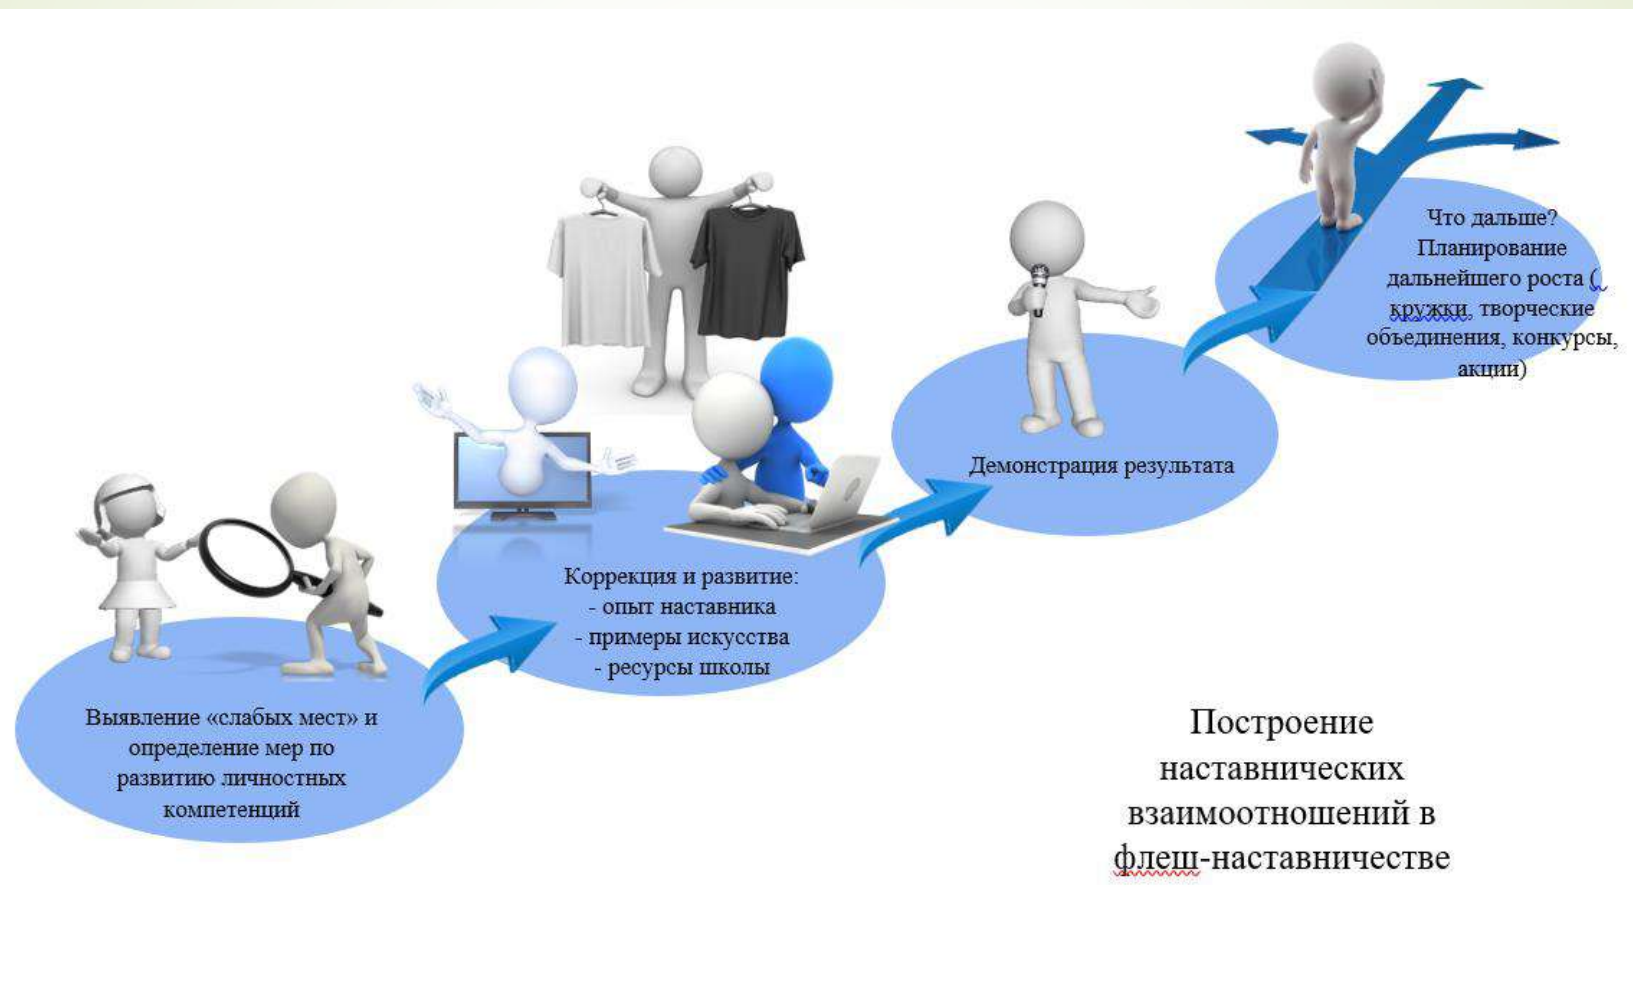 Выявление «слабых мест» и
определение мер по
развитию личностных
компетенций
Коррекция и развитие:
- опыт наставника
- примеры искусства
- ресурсы школы
Демонстрация результата
Что дальше?
Планирование
дальнейшего роста (
кружки, творческие
объединения, конкурсы,
акции)
Построение
наставнических
взаимоотношений в
флеш-наставничестве